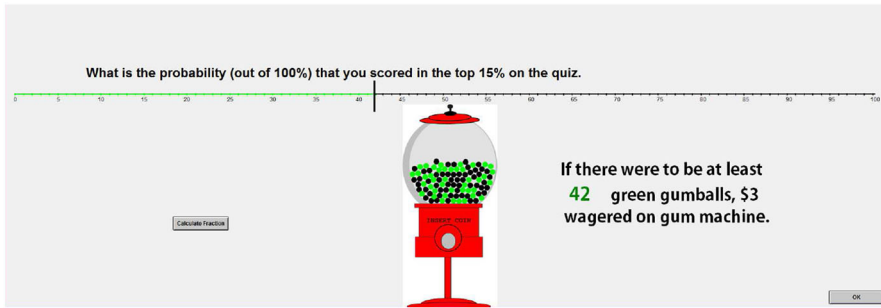 What is the probability (out of 100%) that you scored in the top 15% on the quiz.
0 5 10 15 20 25 30 35 40 45 50 55 60 65 70 75 80 85 90 95 100
If there were to be at least
42 green gumballs, $3
wagered on gum machine.
INSERT COIN
Calculate Fraction
OK